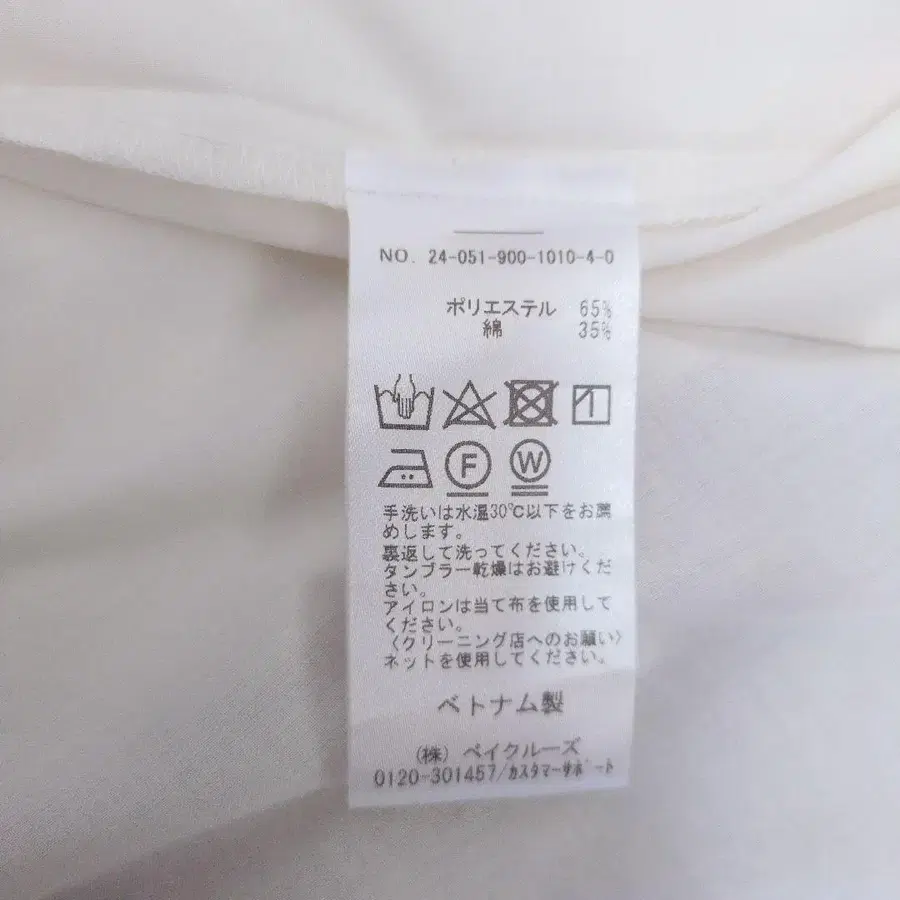 NO. 24-051-900-1010-4-0
ポリエステル 65%
綿 35%
F W
手洗いは水温30℃以下をお薦
めします。
裏返して洗ってください。
タンブラー乾燥はお避けくだ
さい。
アイロンは当て布を使用して
ください。
〈クリーニング店へのお願い〉
ネットを使用してください。
ベトナム製
(株) ベイクルーズ
0120-301457/カスタマーサポート